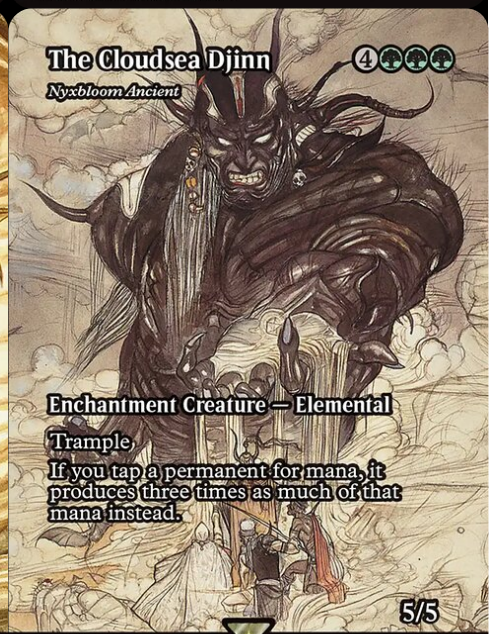 The Cloudsea Djinn 4
Nyxbloom Ancient
Enchantment Creature — Elemental
Trample
If you tap a permanent for mana, it
produces three times as much of that
mana instead.
5/5